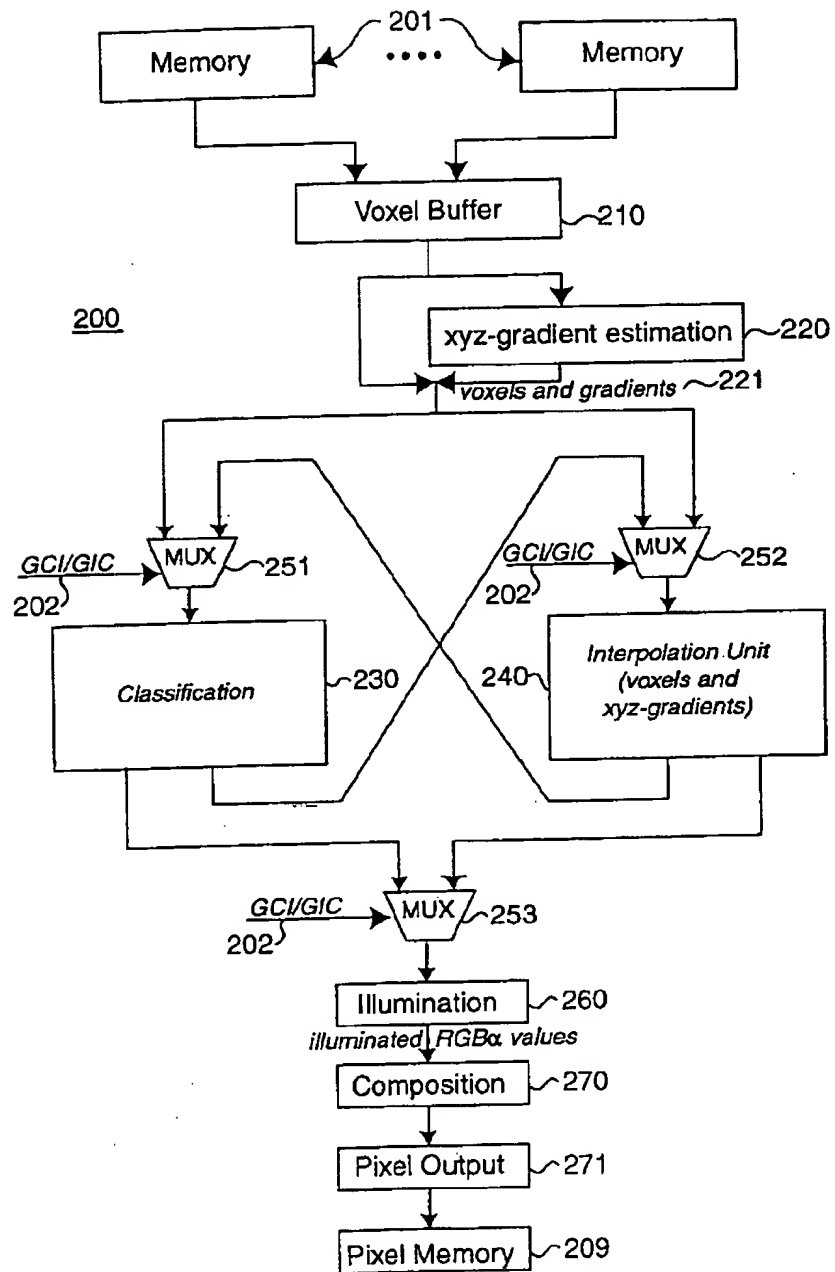 201
Memory
....
Memory
Voxel Buffer
210
200
xyz-gradient estimation
220
voxels and gradients
221
MUX
251
GCI/GIC
202
MUX
252
GCI/GIC
202
Classification
230
240
Interpolation Unit
(voxels and
xyz-gradients)
MUX
253
GCI/GIC
202
Illumination
260
illuminated RGBα values
Composition
270
Pixel Output
271
Pixel Memory
209